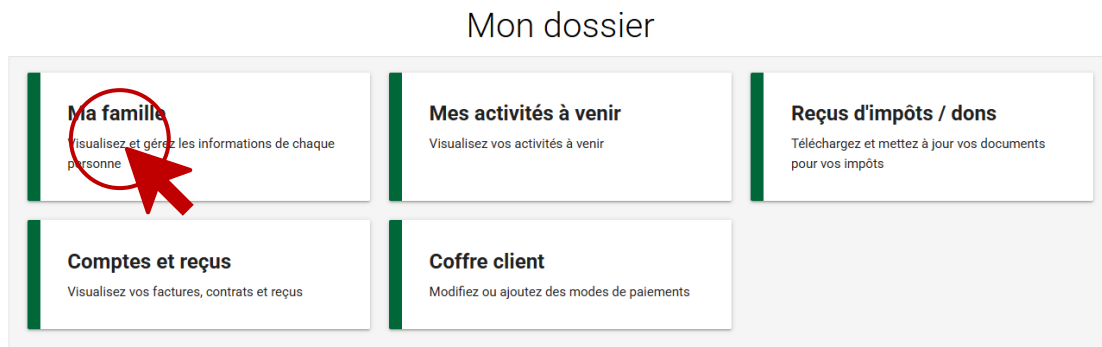 Mon dossier
Ma famille
Visualisez et gérez les informations de chaque
personne
Mes activités à venir
Visualisez vos activités à venir
Reçus d'impôts / dons
Téléchargez et mettez à jour vos documents
pour vos impôts
Comptes et reçus
Visualisez vos factures, contrats et reçus
Coffre client
Modifiez ou ajoutez des modes de paiements